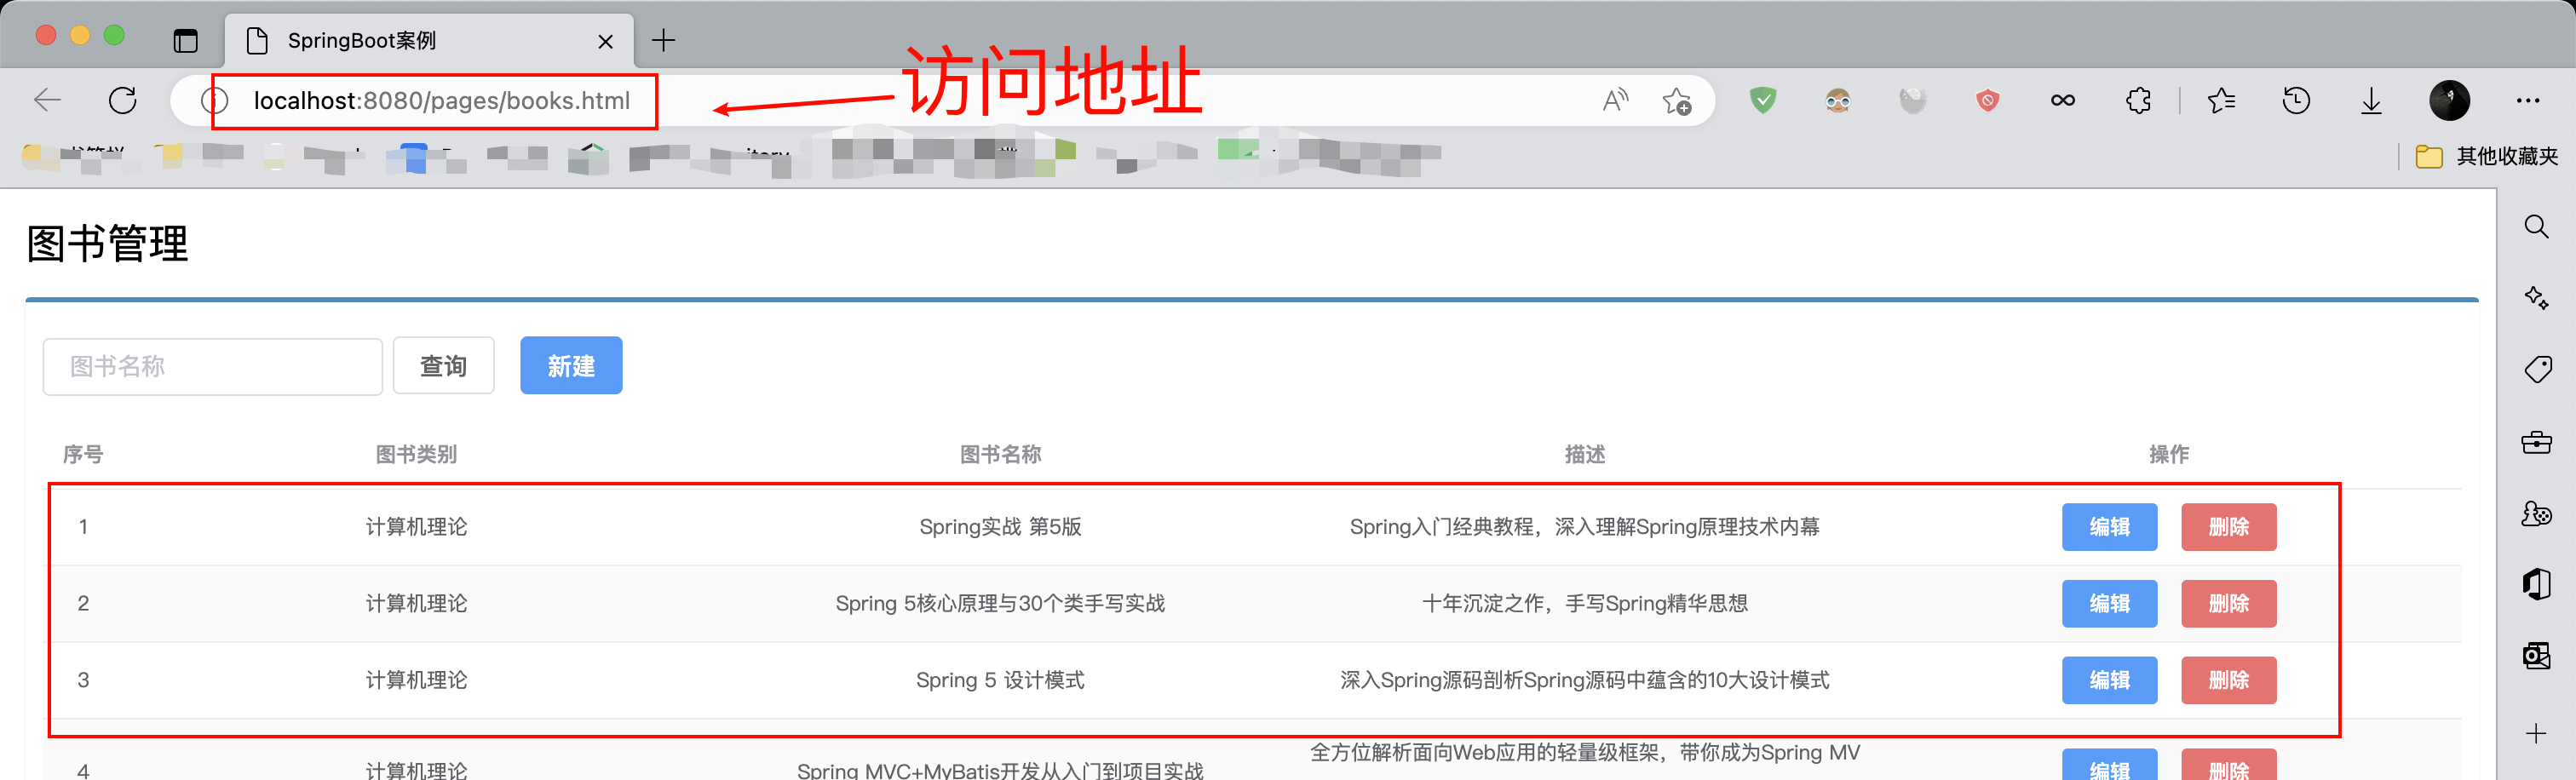 SpringBoot案例
localhost:8080/pages/books.html
访问地址
其他收藏夹
图书管理
图书名称 查询 新建
序号 图书类别 图书名称 描述 操作
1 计算机理论 Spring实战 第5版 Spring入门经典教程，深入理解Spring原理技术内幕 编辑 删除
2 计算机理论 Spring 5核心原理与30个类手写实战 十年沉淀之作，手写Spring精华思想 编辑 删除
3 计算机理论 Spring 5 设计模式 深入Spring源码剖析Spring源码中蕴含的10大设计模式 编辑 删除
全方位解析面向Web应用的轻量级框架，带你成为Spring MV
4 计算机理论 Spring MVC+MyBatis开发从入门到项目实战 编辑 删除